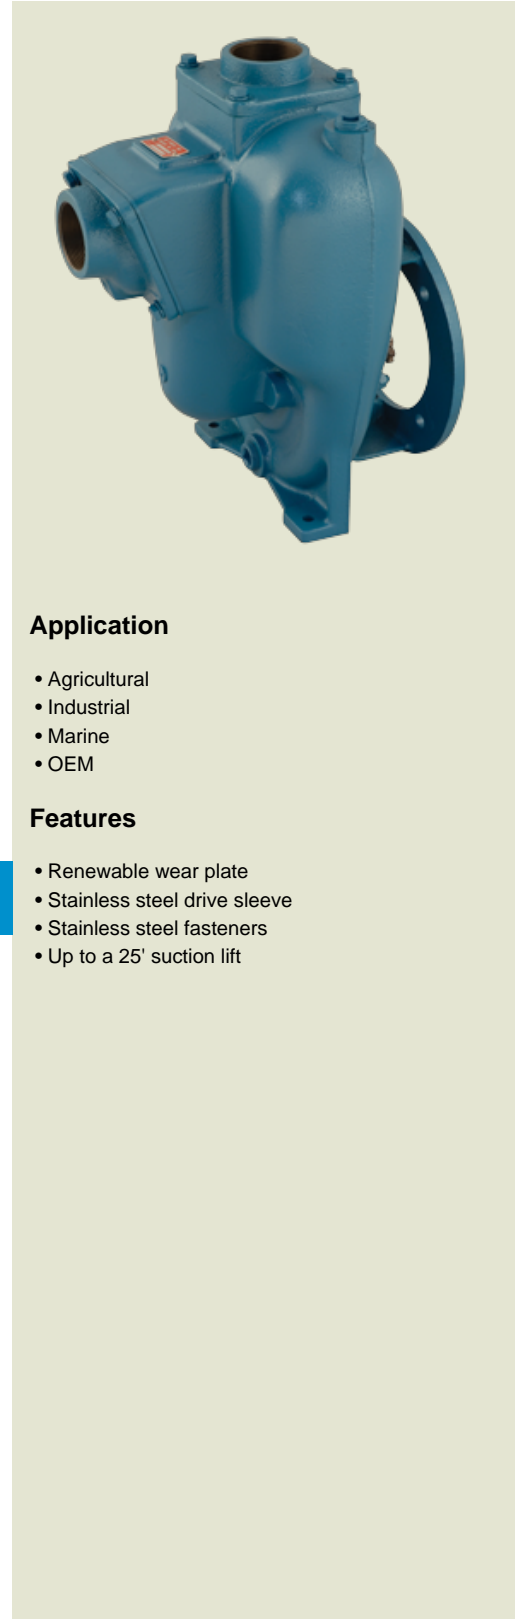 Application
• Agricultural
• Industrial
• Marine
• OEM
Features
• Renewable wear plate
• Stainless steel drive sleeve
• Stainless steel fasteners
• Up to a 25' suction lift